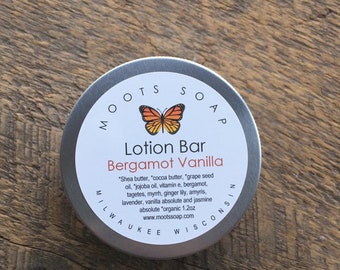 MOOTS SOAP
Lotion Bar
Bergamot Vanilla
*Shea butter, *cocoa butter, *grape seed
oil, *jojoba oil, vitamin e, bergamot,
tagetes, myrrh, ginger lily, amyris,
lavender, vanilla absolute and jasmine
absolute *organic 1.2oz
www.mootssoap.com
MILWAUKEE WISCONSIN